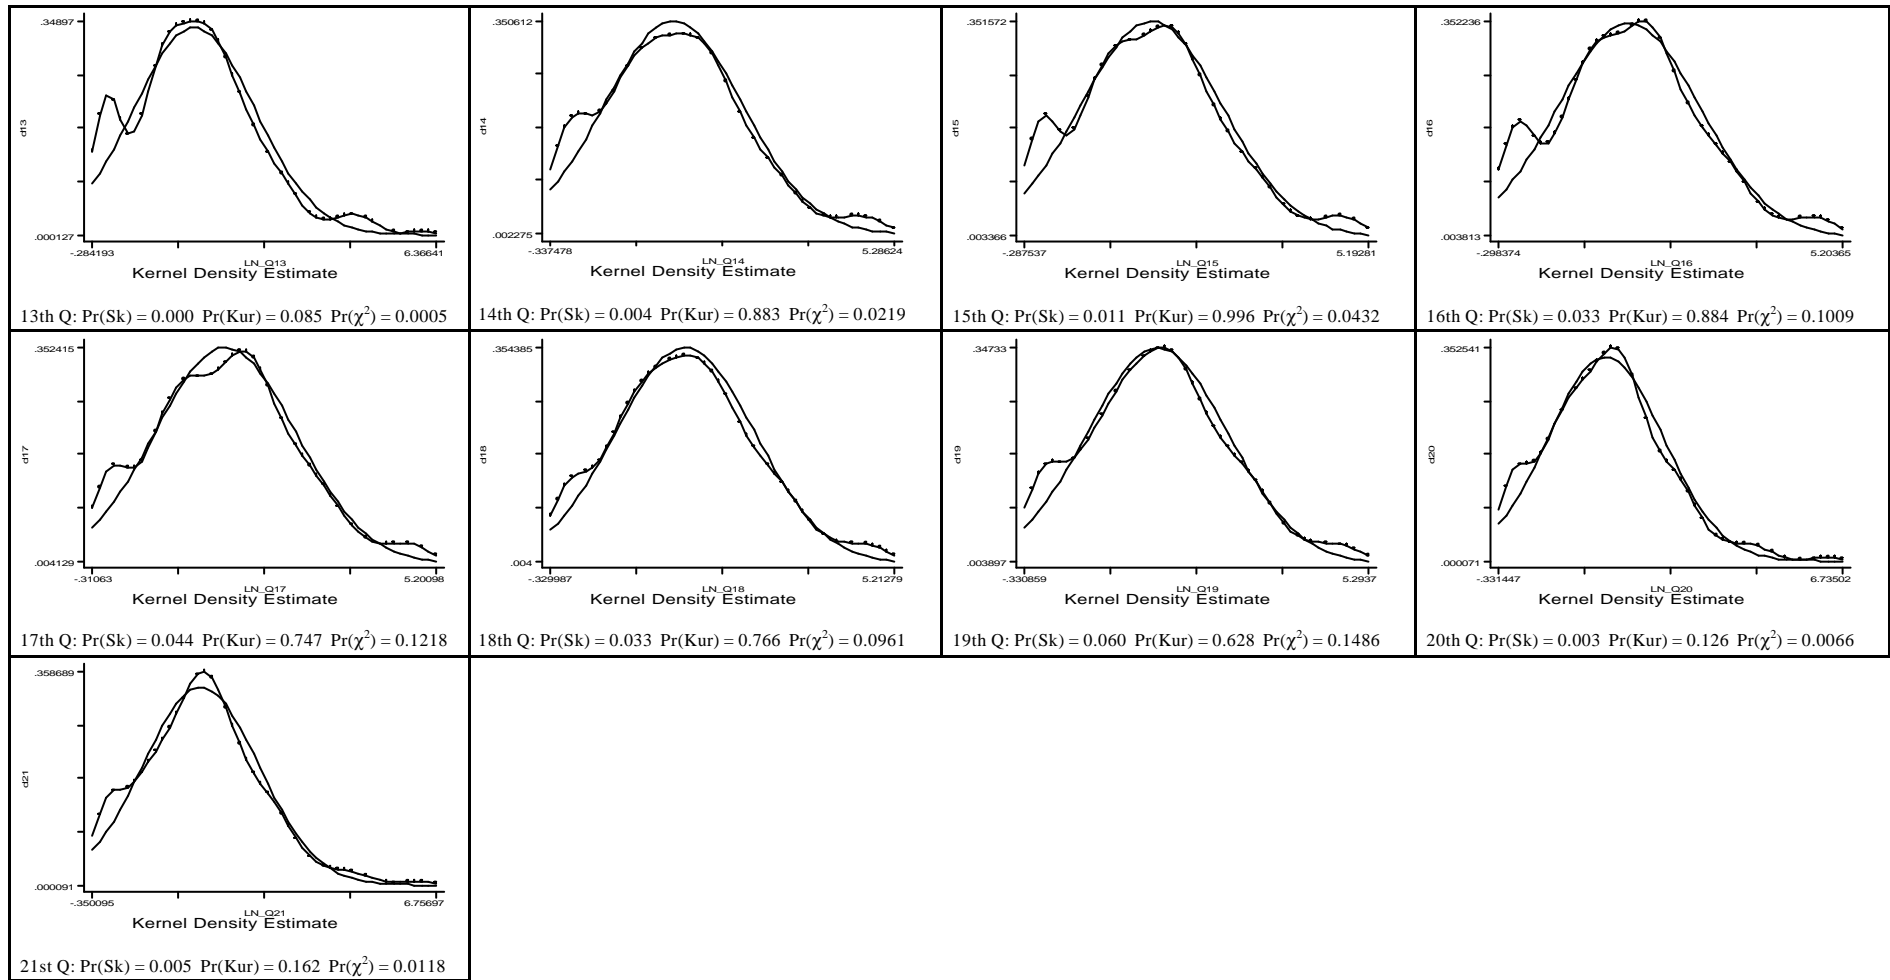 .34897
d13
.000127
-.284193
6.36641
LN_Q13
Kernel Density Estimate
13th Q: Pr(Sk) = 0.000 Pr(Kur) = 0.085 Pr(χ²) = 0.0005
.350612
d14
.002275
-.337478
5.28624
LN_Q14
Kernel Density Estimate
14th Q: Pr(Sk) = 0.004 Pr(Kur) = 0.883 Pr(χ²) = 0.0219
.351572
d15
.003366
-.287537
5.19281
LN_Q15
Kernel Density Estimate
15th Q: Pr(Sk) = 0.011 Pr(Kur) = 0.996 Pr(χ²) = 0.0432
.352236
d16
.003813
-.298374
5.20365
LN_Q16
Kernel Density Estimate
16th Q: Pr(Sk) = 0.033 Pr(Kur) = 0.884 Pr(χ²) = 0.1009
.352415
d17
.004129
-.31063
5.20098
LN_Q17
Kernel Density Estimate
17th Q: Pr(Sk) = 0.044 Pr(Kur) = 0.747 Pr(χ²) = 0.1218
.354385
d18
.004
-.329987
5.21279
LN_Q18
Kernel Density Estimate
18th Q: Pr(Sk) = 0.033 Pr(Kur) = 0.766 Pr(χ²) = 0.0961
.34733
d19
.003897
-.330859
5.2937
LN_Q19
Kernel Density Estimate
19th Q: Pr(Sk) = 0.060 Pr(Kur) = 0.628 Pr(χ²) = 0.1486
.352541
d20
.000071
-.331447
6.73502
LN_Q20
Kernel Density Estimate
20th Q: Pr(Sk) = 0.003 Pr(Kur) = 0.126 Pr(χ²) = 0.0066
.358689
d21
.000091
-.350095
6.75697
LN_Q21
Kernel Density Estimate
21st Q: Pr(Sk) = 0.005 Pr(Kur) = 0.162 Pr(χ²) = 0.0118